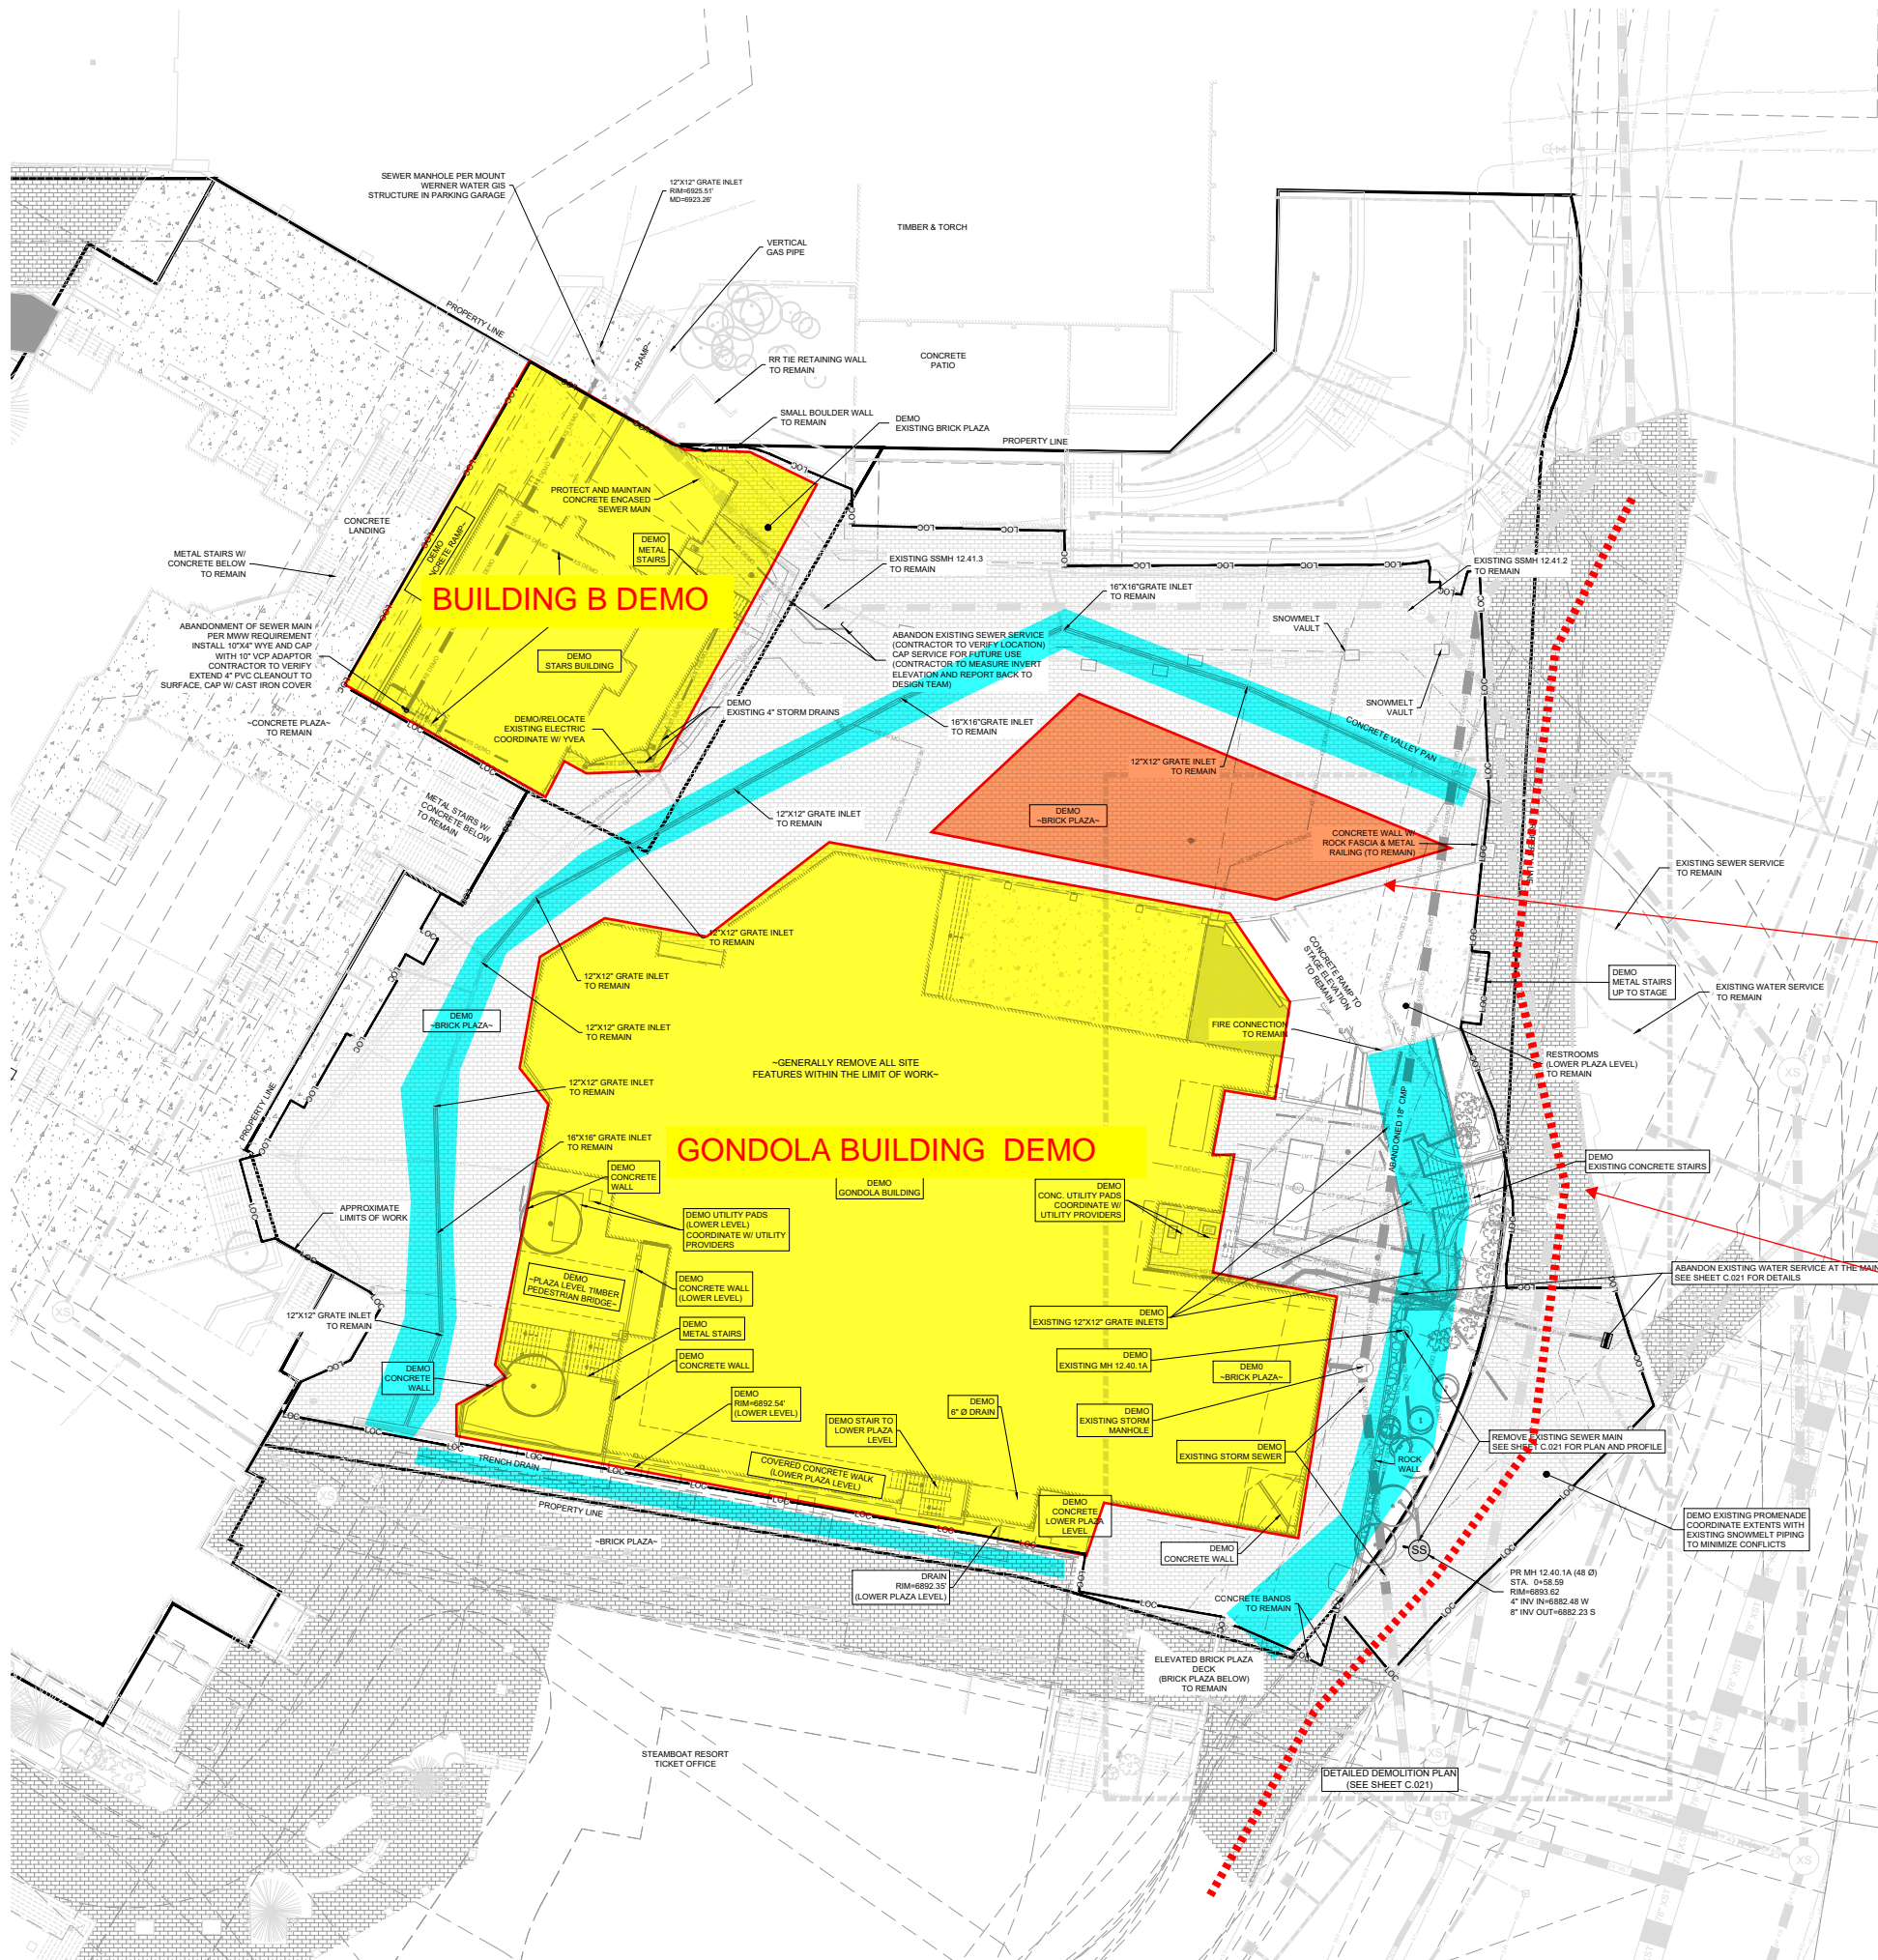 SEWER MANHOLE PER MOUNT
WERNER WATER GIS
STRUCTURE IN PARKING GARAGE
12"X12" GRATE INLET
RIM=6925.51'
MD=6923.26'
VERTICAL
GAS PIPE
TIMBER & TORCH
PROPERTY LINE
~RAMP~
RR TIE RETAINING WALL
TO REMAIN
CONCRETE
PATIO
SMALL BOULDER WALL
TO REMAIN
DEMO
EXISTING BRICK PLAZA
PROPERTY LINE
PROTECT AND MAINTAIN
CONCRETE ENCASED
SEWER MAIN
CONCRETE
LANDING
METAL STAIRS W/
CONCRETE BELOW
TO REMAIN
DEMO
METAL
STAIRS
EXISTING SSMH 12.41.3
TO REMAIN
EXISTING SSMH 12.41.2
TO REMAIN
16"X16"GRATE INLET
TO REMAIN
BUILDING B DEMO
SNOWMELT
VAULT
ABANDONMENT OF SEWER MAIN
PER MWW REQUIREMENT
INSTALL 10"X4" WYE AND CAP
WITH 10" VCP ADAPTOR
CONTRACTOR TO VERIFY
EXTEND 4" PVC CLEANOUT TO
SURFACE, CAP W/ CAST IRON COVER
ABANDON EXISTING SEWER SERVICE
(CONTRACTOR TO VERIFY LOCATION)
CAP SERVICE FOR FUTURE USE
(CONTRACTOR TO MEASURE INVERT
ELEVATION AND REPORT BACK TO
DESIGN TEAM)
DEMO
STARS BUILDING
DEMO
EXISTING 4" STORM DRAINS
SNOWMELT
VAULT
~CONCRETE PLAZA~
TO REMAIN
DEMO/RELOCATE
EXISTING ELECTRIC
COORDINATE W/ YVEA
16"X16"GRATE INLET
TO REMAIN
CONCRETE VALLEY PAN
12"X12" GRATE INLET
TO REMAIN
METAL STAIRS W/
CONCRETE BELOW
TO REMAIN
12"X12" GRATE INLET
TO REMAIN
DEMO
~BRICK PLAZA~
CONCRETE WALL W/
ROCK FASCIA & METAL
RAILING (TO REMAIN)
EXISTING SEWER SERVICE
TO REMAIN
12"X12" GRATE INLET
TO REMAIN
CONCRETE RAMP TO
STAGE ELEVATION
TO REMAIN
12"X12" GRATE INLET
TO REMAIN
DEMO
METAL STAIRS
UP TO STAGE
EXISTING WATER SERVICE
TO REMAIN
DEM0
~BRICK PLAZA~
12"X12" GRATE INLET
TO REMAIN
FIRE CONNECTION
TO REMAIN
~GENERALLY REMOVE ALL SITE
FEATURES WITHIN THE LIMIT OF WORK~
RESTROOMS
(LOWER PLAZA LEVEL)
TO REMAIN
12"X12" GRATE INLET
TO REMAIN
PROPERTY LINE
ABANDONED 18" CMP
16"X16" GRATE INLET
TO REMAIN
GONDOLA BUILDING DEMO
DEMO
CONCRETE
WALL
DEMO
GONDOLA BUILDING
DEMO
CONC. UTILITY PADS
COORDINATE W/
UTILITY PROVIDERS
DEMO
EXISTING CONCRETE STAIRS
APPROXIMATE
LIMITS OF WORK
DEMO UTILITY PADS
(LOWER LEVEL)
COORDINATE W/ UTILITY
PROVIDERS
DEMO
~PLAZA LEVEL TIMBER
PEDESTRIAN BRIDGE~
DEMO
CONCRETE WALL
(LOWER LEVEL)
ABANDON EXISTING WATER SERVICE AT THE MAIN
SEE SHEET C.021 FOR DETAILS
12"X12" GRATE INLET
TO REMAIN
DEMO
METAL STAIRS
DEMO
EXISTING 12"X12" GRATE INLETS
DEMO
CONCRETE WALL
DEMO
EXISTING MH 12.40.1A
DEMO
CONCRETE
WALL
DEM0
~BRICK PLAZA~
DEMO
RIM=6892.54'
(LOWER LEVEL)
DEMO
6" Ø DRAIN
DEMO STAIR TO
LOWER PLAZA
LEVEL
DEMO
EXISTING STORM
MANHOLE
DEMO
EXISTING STORM SEWER
REMOVE EXISTING SEWER MAIN
SEE SHEET C.021 FOR PLAN AND PROFILE
TRENCH DRAIN
COVERED CONCRETE WALK
(LOWER PLAZA LEVEL)
ROCK
WALL
PROPERTY LINE
DEMO
CONCRETE
LOWER PLAZA
LEVEL
DEMO EXISTING PROMENADE
COORDINATE EXTENTS WITH
EXISTING SNOWMELT PIPING
TO MINIMIZE CONFLICTS
~BRICK PLAZA~
DEMO
CONCRETE WALL
SS
DRAIN
RIM=6892.35'
(LOWER PLAZA LEVEL)
PR MH 12.40.1A (48 Ø)
STA. 0+58.59
RIM=6893.62
4" INV IN=6882.48 W
8" INV OUT=6882.23 S
CONCRETE BANDS
TO REMAIN
ELEVATED BRICK PLAZA
DECK
(BRICK PLAZA BELOW)
TO REMAIN
STEAMBOAT RESORT
TICKET OFFICE
DETAILED DEMOLITION PLAN
(SEE SHEET C.021)